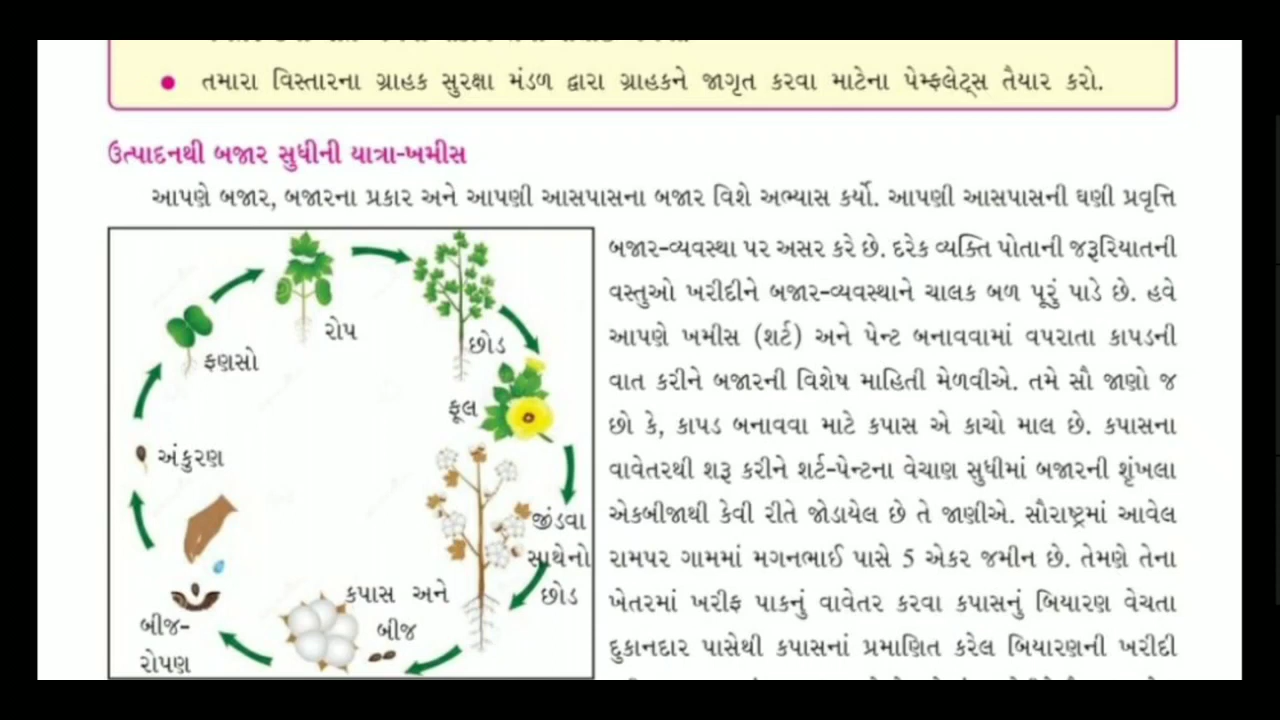 તમારા વિસ્તારના ગ્રાહક સુરક્ષા મંડળ દ્વારા ગ્રાહકને જાગૃત કરવા માટેના પેમ્ફલેટ્સ તૈયાર કરો.
ઉત્પાદનથી બજાર સુધીની યાત્રા-ખમીસ
આપણે બજાર, બજારના પ્રકાર અને આપણી આસપાસના બજાર વિશે અભ્યાસ કર્યો. આપણી આસપાસની ઘણી પ્રવૃત્તિ
બજાર-વ્યવસ્થા પર અસર કરે છે. દરેક વ્યક્તિ પોતાની જરૂરિયાતની
વસ્તુઓ ખરીદીને બજાર-વ્યવસ્થાને ચાલક બળ પૂરું પાડે છે. હવે
આપણે ખમીસ (શર્ટ) અને પેન્ટ બનાવવામાં વપરાતા કાપડની
વાત કરીને બજારની વિશેષ માહિતી મેળવીએ. તમે સૌ જાણો જ
છો કે, કાપડ બનાવવા માટે કપાસ એ કાચો માલ છે. કપાસના
વાવેતરથી શરૂ કરીને શર્ટ-પેન્ટના વેચાણ સુધીમાં બજારની શૃંખલા
એકબીજાથી કેવી રીતે જોડાયેલ છે તે જાણીએ. સૌરાષ્ટ્રમાં આવેલ
રામપર ગામમાં મગનભાઈ પાસે 5 એકર જમીન છે. તેમણે તેના
ખેતરમાં ખરીફ પાકનું વાવેતર કરવા કપાસનું બિયારણ વેચતા
દુકાનદાર પાસેથી કપાસનાં પ્રમાણિત કરેલ બિયારણની ખરીદી
રોપ
છોડ
ફણસો
ફૂલ
અંકુરણ
જીંડવા
સાથેનો
છોડ
કપાસ અને
બીજ
બીજ-
રોપણ